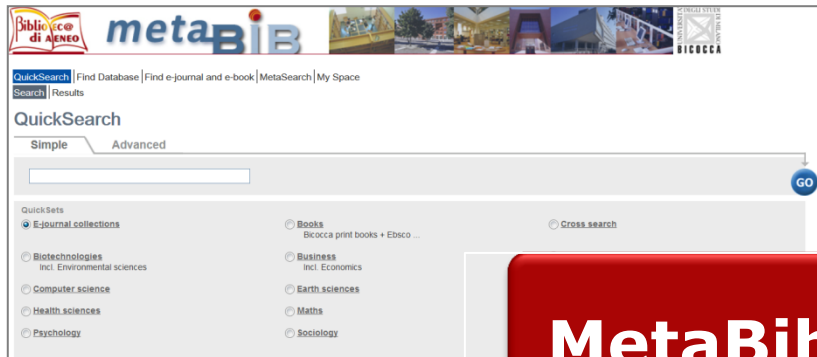 Bibliotec@
di AENEO
metaBIB
UNIVERSITA' DEGLI STUDI DI MILANO
BICOCCA
QuickSearch | Find Database | Find e-journal and e-book | MetaSearch | My Space
Search | Results
QuickSearch
Simple Advanced
GO
QuickSets
E-journal collections Books Cross search
Bicocca print books + Ebsco ...
Biotechnologies Business
Incl. Environmental sciences Incl. Economics
Computer science Earth sciences
Health sciences Maths
Psychology Sociology
MetaBib